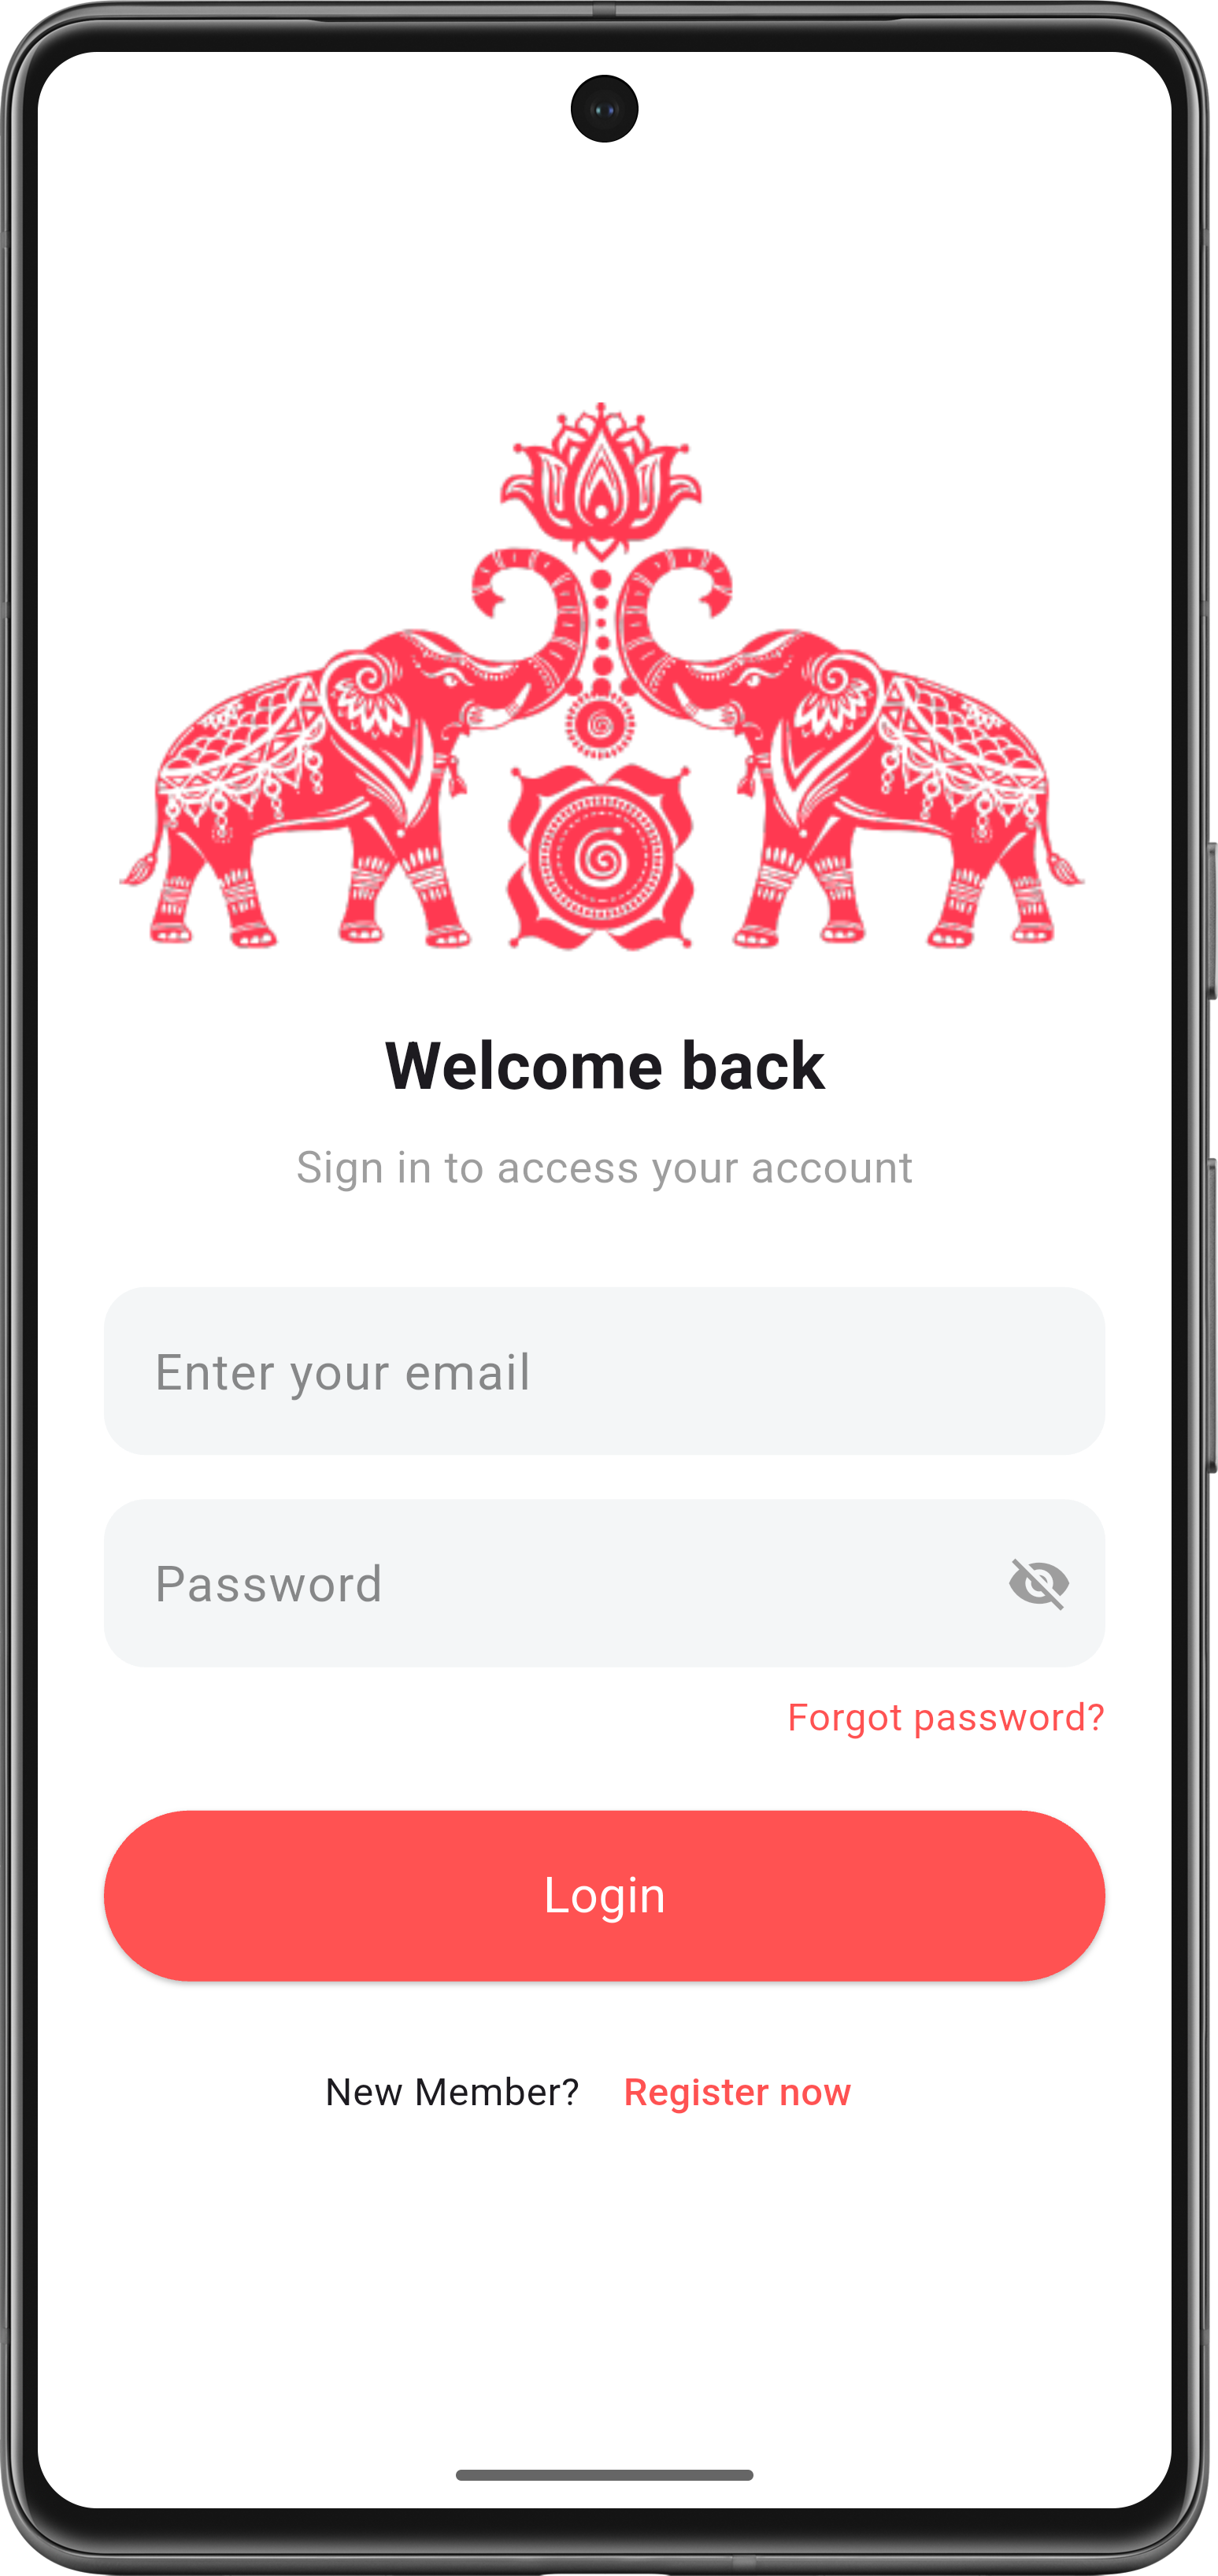 Welcome back
Sign in to access your account
Enter your email
Password
Forgot password?
Login
New Member? Register now